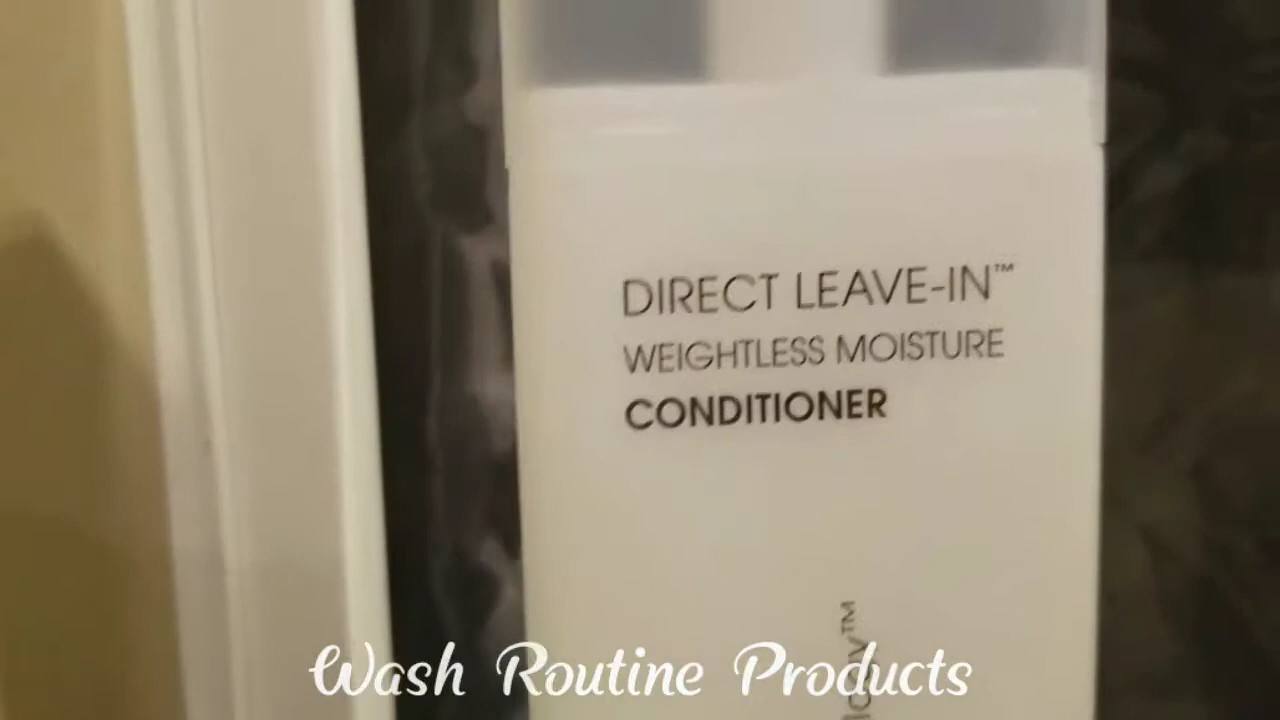 DIRECT LEAVE-IN™
WEIGHTLESS MOISTURE
CONDITIONER
Wash Routine Products